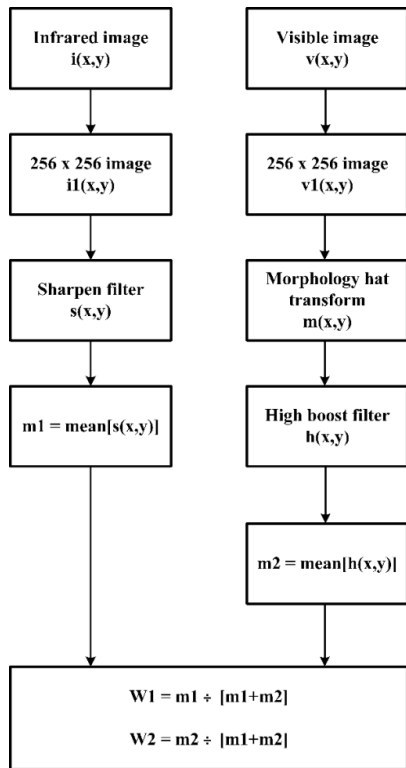 Infrared image
i(x,y)
Visible image
v(x,y)
256 x 256 image
i1(x,y)
256 x 256 image
v1(x,y)
Sharpen filter
s(x,y)
Morphology hat
transform
m(x,y)
m1 = mean[s(x,y)]
High boost filter
h(x,y)
m2 = mean[h(x,y)]
W1 = m1 ÷ [m1+m2]
W2 = m2 ÷ [m1+m2]